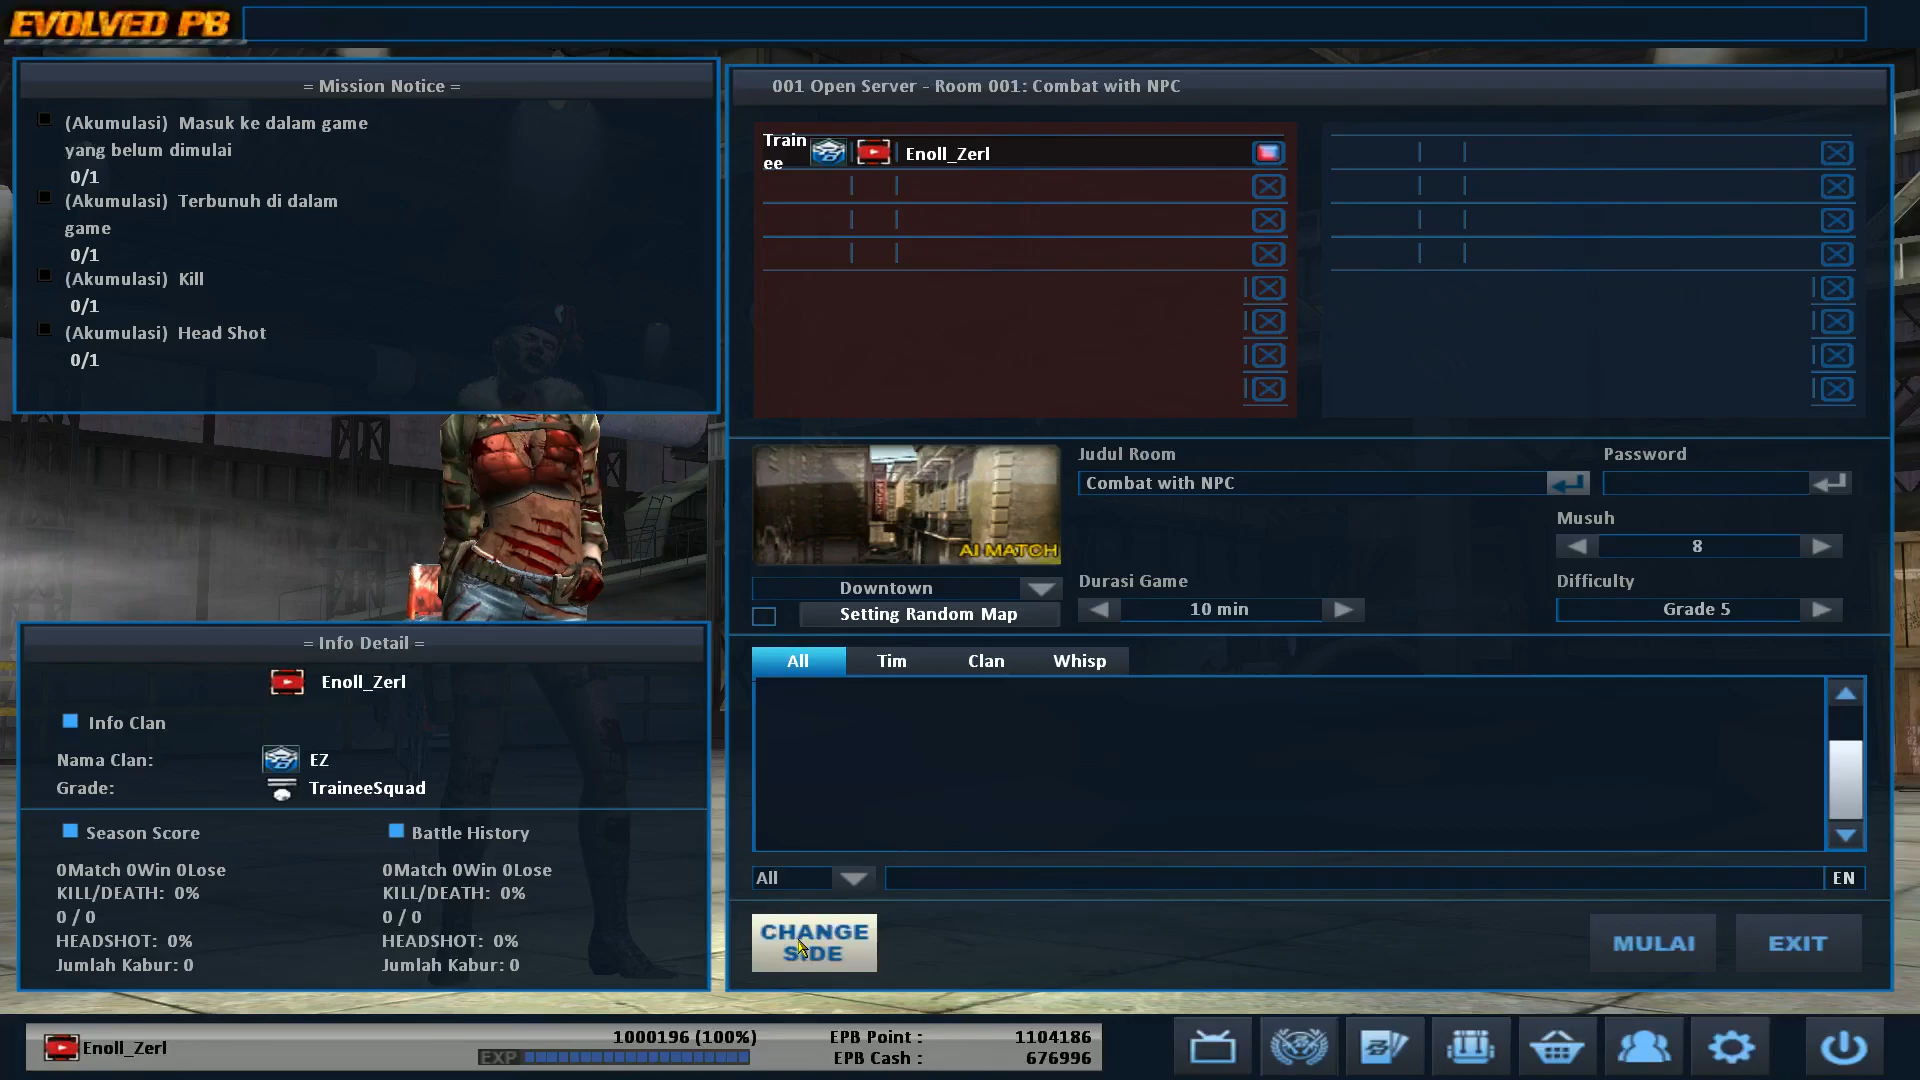 EVOLVED PB
= Mission Notice =
(Akumulasi) Masuk ke dalam game
yang belum dimulai
0/1
(Akumulasi) Terbunuh di dalam
game
0/1
(Akumulasi) Kill
0/1
(Akumulasi) Head Shot
0/1
001 Open Server - Room 001: Combat with NPC
Train
ee
Enoll_Zerl
AI MATCH
Downtown
Setting Random Map
Judul Room
Combat with NPC
Password
Musuh
8
Durasi Game
10 min
Difficulty
Grade 5
= Info Detail =
Enoll_Zerl
Info Clan
Nama Clan: EZ
Grade: TraineeSquad
Season Score
0Match 0Win 0Lose
KILL/DEATH: 0%
0 / 0
HEADSHOT: 0%
Jumlah Kabur: 0
Battle History
0Match 0Win 0Lose
KILL/DEATH: 0%
0 / 0
HEADSHOT: 0%
Jumlah Kabur: 0
All Tim Clan Whisp
All
EN
CHANGE
SIDE
MULAI
EXIT
Enoll_Zerl
1000196 (100%)
EXP
EPB Point : 1104186
EPB Cash : 676996